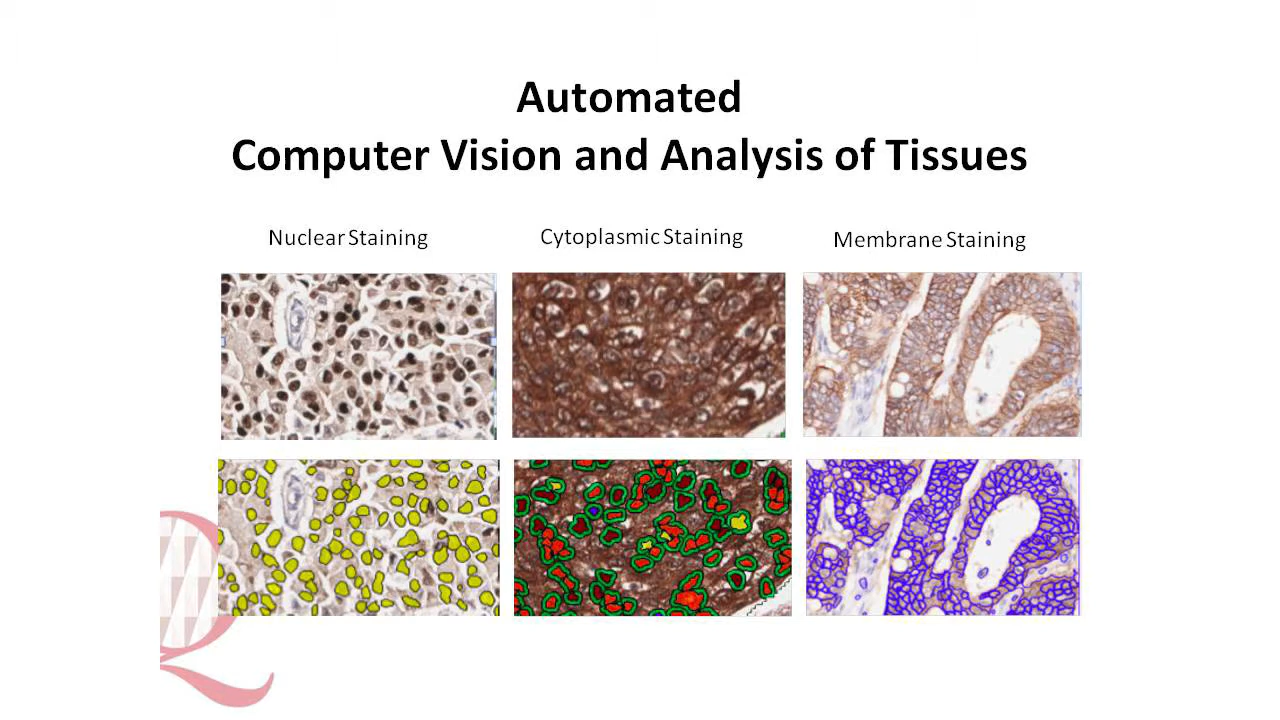 Automated
Computer Vision and Analysis of Tissues
Nuclear Staining
Cytoplasmic Staining
Membrane Staining